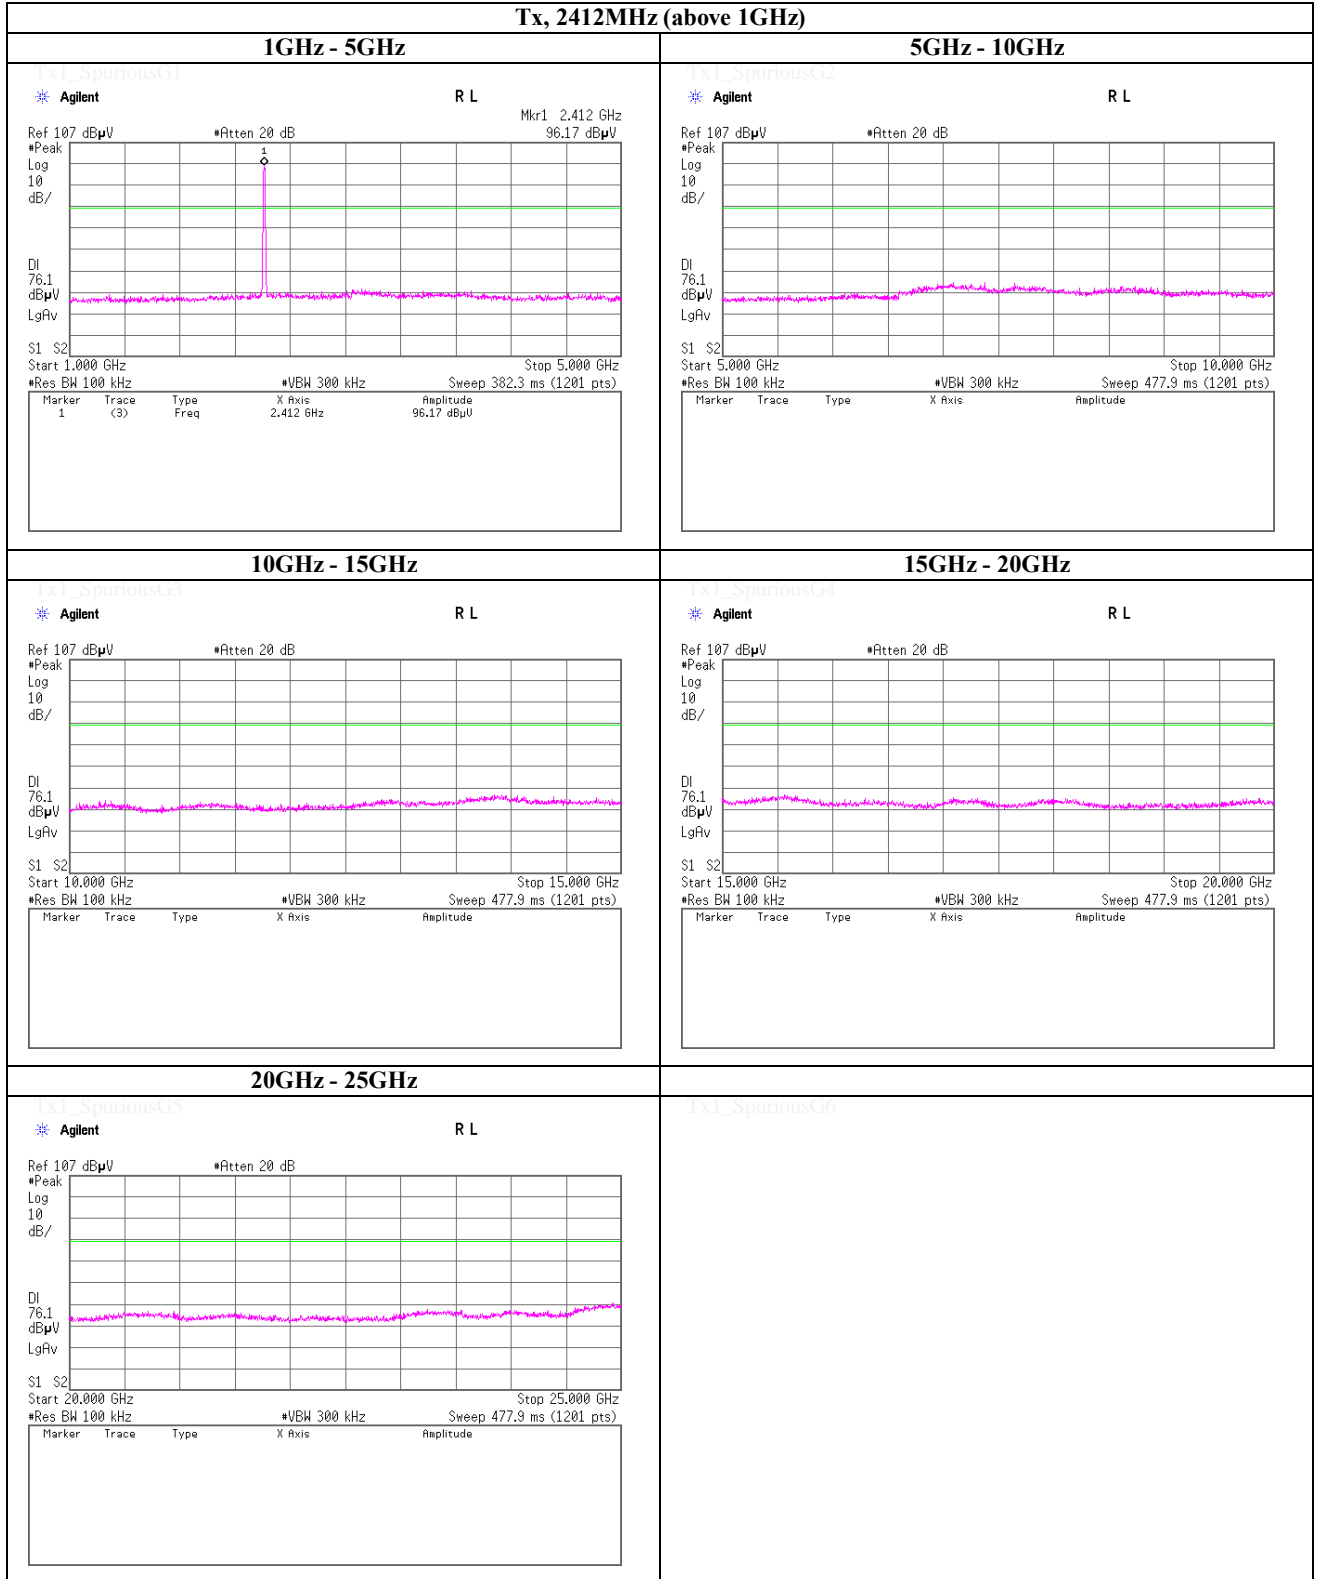 Tx, 2412MHz (above 1GHz)
1GHz - 5GHz
Tx1_SpuriousG1
Agilent
R L
Mkr1 2.412 GHz
Ref 107 dBµV #Atten 20 dB 96.17 dBµV
#Peak
1
Log
10
dB/
DI
76.1
dBµV
LgAv
S1 S2
Start 1.000 GHz Stop 5.000 GHz
#Res BW 100 kHz #VBW 300 kHz Sweep 382.3 ms (1201 pts)
Marker Trace Type X Axis Amplitude
1 (3) Freq 2.412 GHz 96.17 dBµV
5GHz - 10GHz
Tx1_SpuriousG2
Agilent
R L
Ref 107 dBµV #Atten 20 dB
#Peak
Log
10
dB/
DI
76.1
dBµV
LgAv
S1 S2
Start 5.000 GHz Stop 10.000 GHz
#Res BW 100 kHz #VBW 300 kHz Sweep 477.9 ms (1201 pts)
Marker Trace Type X Axis Amplitude
10GHz - 15GHz
Tx1_SpuriousG3
Agilent
R L
Ref 107 dBµV #Atten 20 dB
#Peak
Log
10
dB/
DI
76.1
dBµV
LgAv
S1 S2
Start 10.000 GHz Stop 15.000 GHz
#Res BW 100 kHz #VBW 300 kHz Sweep 477.9 ms (1201 pts)
Marker Trace Type X Axis Amplitude
15GHz - 20GHz
Tx1_SpuriousG4
Agilent
R L
Ref 107 dBµV #Atten 20 dB
#Peak
Log
10
dB/
DI
76.1
dBµV
LgAv
S1 S2
Start 15.000 GHz Stop 20.000 GHz
#Res BW 100 kHz #VBW 300 kHz Sweep 477.9 ms (1201 pts)
Marker Trace Type X Axis Amplitude
20GHz - 25GHz
Tx1_SpuriousG5
Agilent
R L
Ref 107 dBµV #Atten 20 dB
#Peak
Log
10
dB/
DI
76.1
dBµV
LgAv
S1 S2
Start 20.000 GHz Stop 25.000 GHz
#Res BW 100 kHz #VBW 300 kHz Sweep 477.9 ms (1201 pts)
Marker Trace Type X Axis Amplitude
Tx1_SpuriousG6